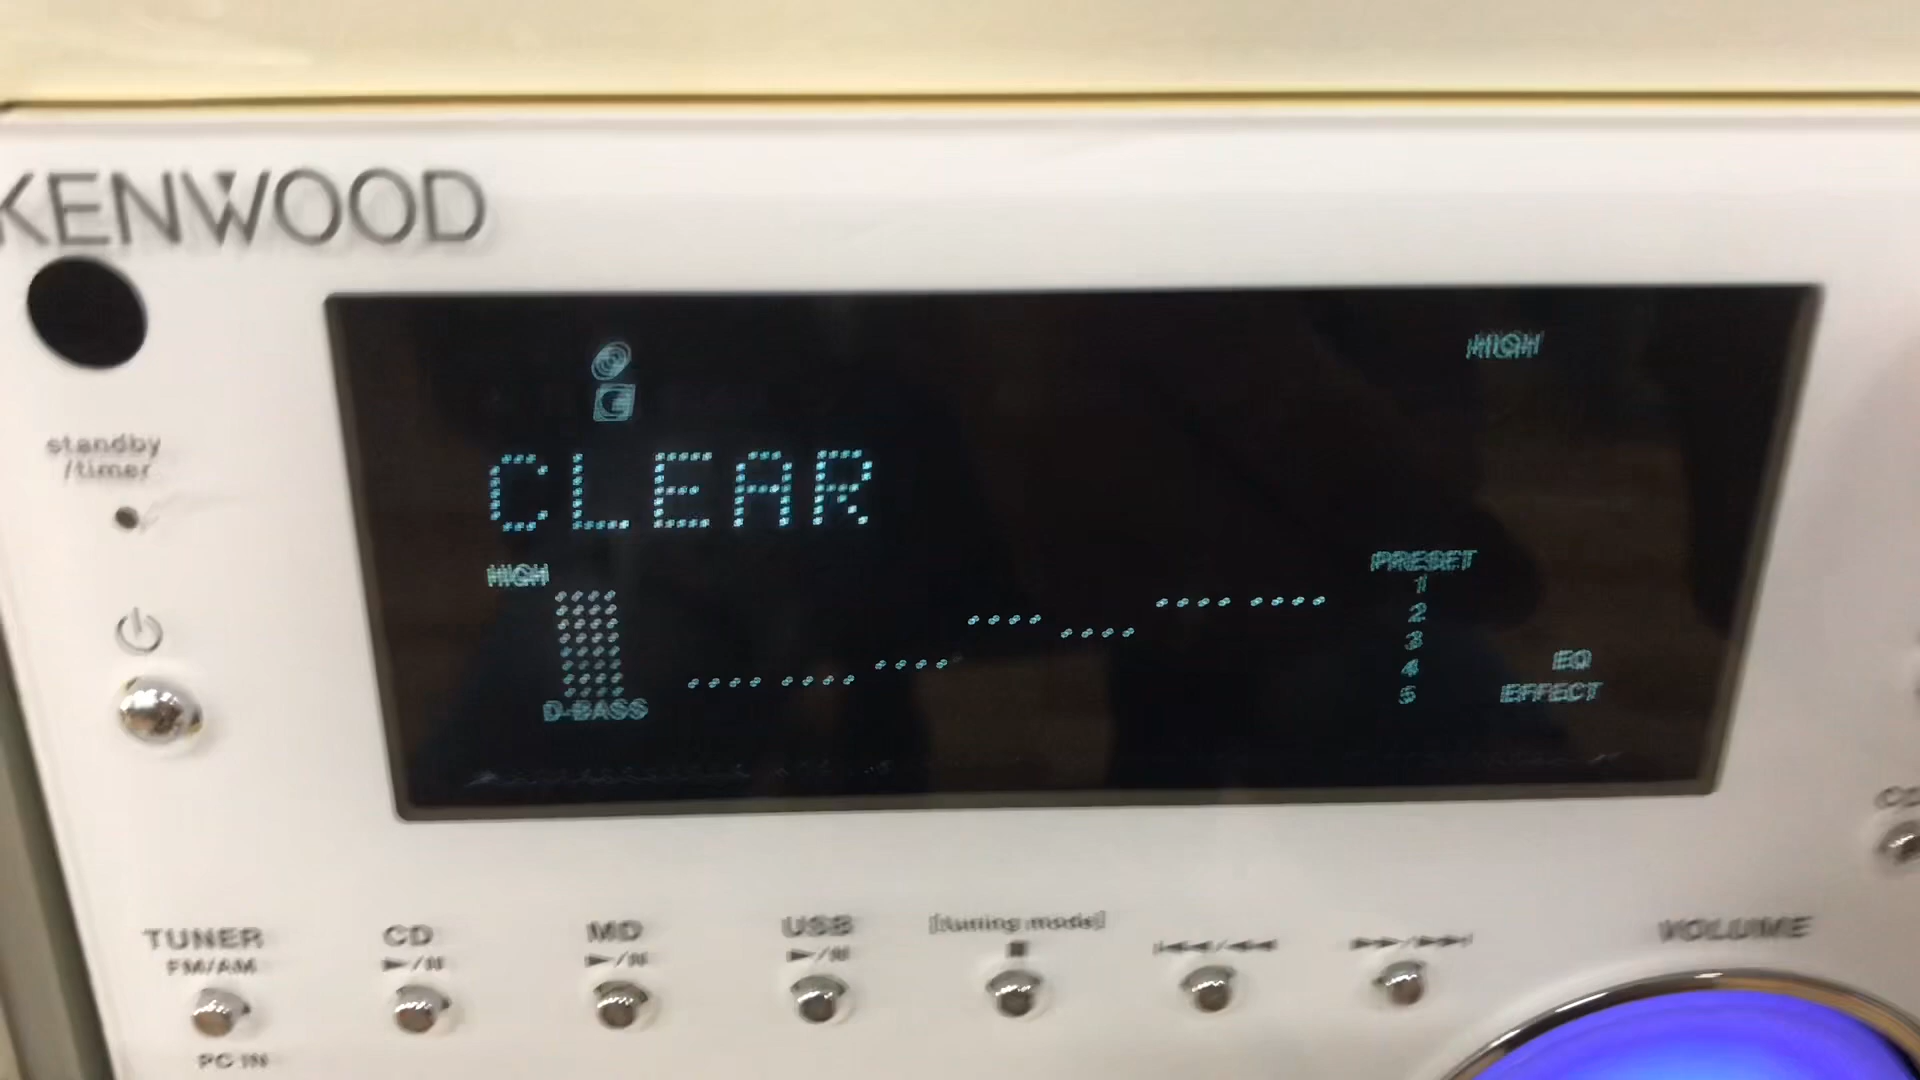 KENWOOD
HIGH
CLEAR
standby
/timer
HIGH
PRESET
1
2
3
4
5
EQ
EFFECT
D-BASS
TUNER
FM/AM
CD
MD
USB
[tuning mode]
VOLUME
PC IN